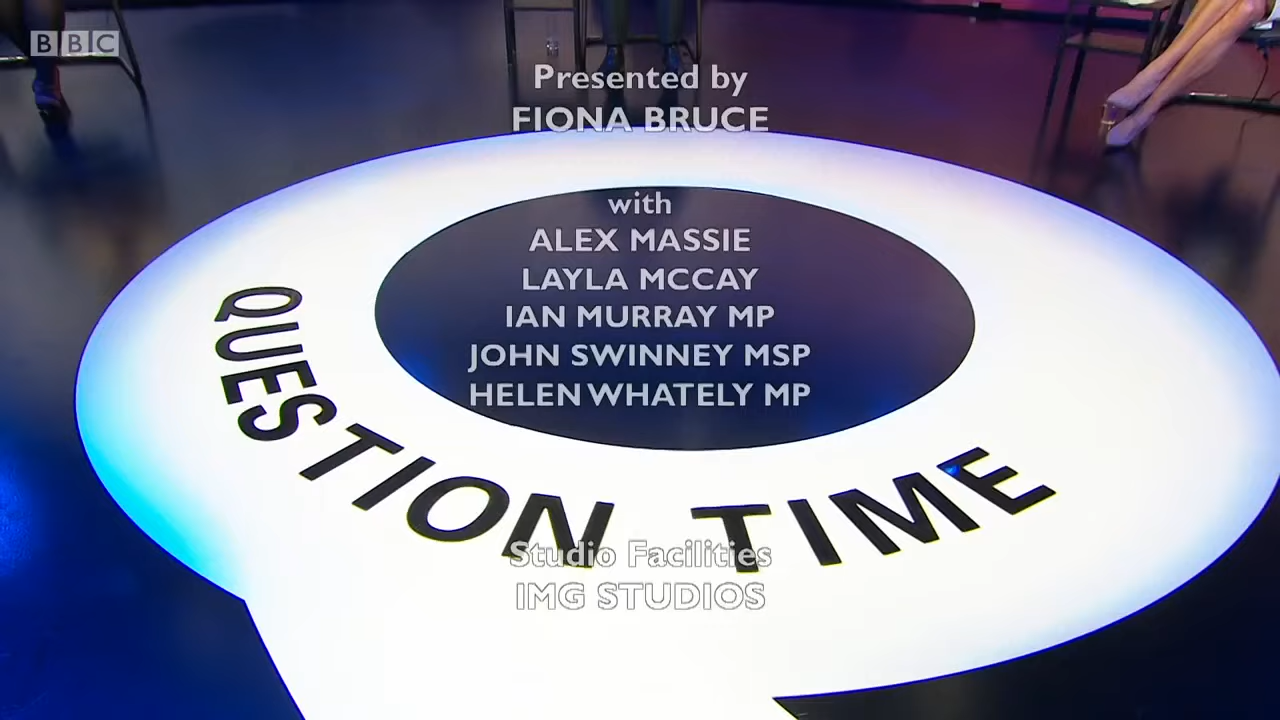 BBC
Presented by
FIONA BRUCE
with
ALEX MASSIE
LAYLA MCCAY
IAN MURRAY MP
JOHN SWINNEY MSP
HELEN WHATELY MP
QUESTION TIME
Studio Facilities
IMG STUDIOS